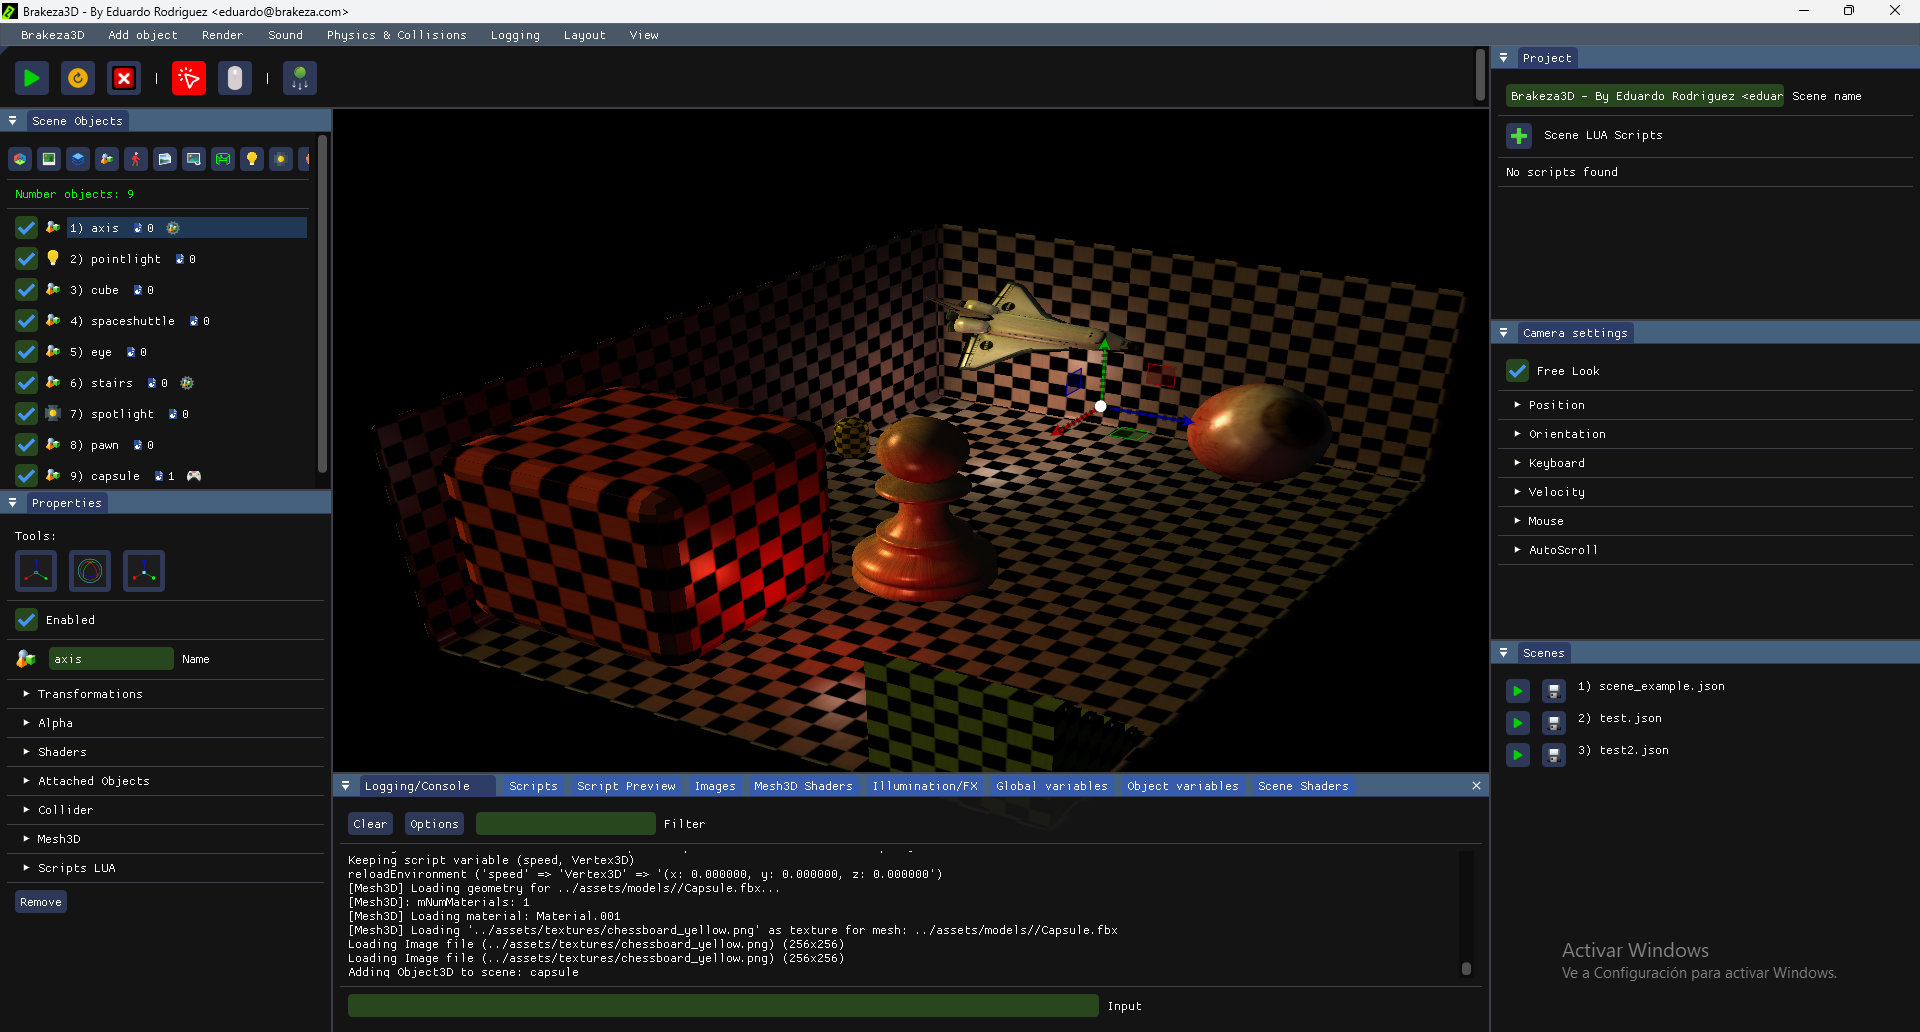 Brakeza3D - By Eduardo Rodriguez <eduardo@brakeza.com>
Brakeza3D Add object Render Sound Physics & Collisions Logging Layout View
Scene Objects
Number objects: 9
1) axis 0
2) pointlight 0
3) cube 0
4) spaceshuttle 0
5) eye 0
6) stairs 0
7) spotlight 0
8) pawn 0
9) capsule 1
Properties
Tools:
Enabled
axis Name
Transformations
Alpha
Shaders
Attached Objects
Collider
Mesh3D
Scripts LUA
Remove
Logging/Console Scripts Script Preview Images Mesh3D Shaders Illumination/FX Global variables Object variables Scene Shaders
Clear Options Filter
Keeping script variable (speed, Vertex3D)
reloadEnvironment ('speed' => 'Vertex3D' => '(x: 0.000000, y: 0.000000, z: 0.000000')
[Mesh3D] Loading geometry for ../assets/models//Capsule.fbx...
[Mesh3D]: mNumMaterials: 1
[Mesh3D] Loading material: Material.001
[Mesh3D] Loading '../assets/textures/chessboard_yellow.png' as texture for mesh: ../assets/models//Capsule.fbx
Loading Image file (../assets/textures/chessboard_yellow.png) (256x256)
Loading Image file (../assets/textures/chessboard_yellow.png) (256x256)
Adding Object3D to scene: capsule
Input
Project
Brakeza3D - By Eduardo Rodriguez <eduar Scene name
Scene LUA Scripts
No scripts found
Camera settings
Free Look
Position
Orientation
Keyboard
Velocity
Mouse
AutoScroll
Scenes
1) scene_example.json
2) test.json
3) test2.json
Activar Windows
Ve a Configuración para activar Windows.